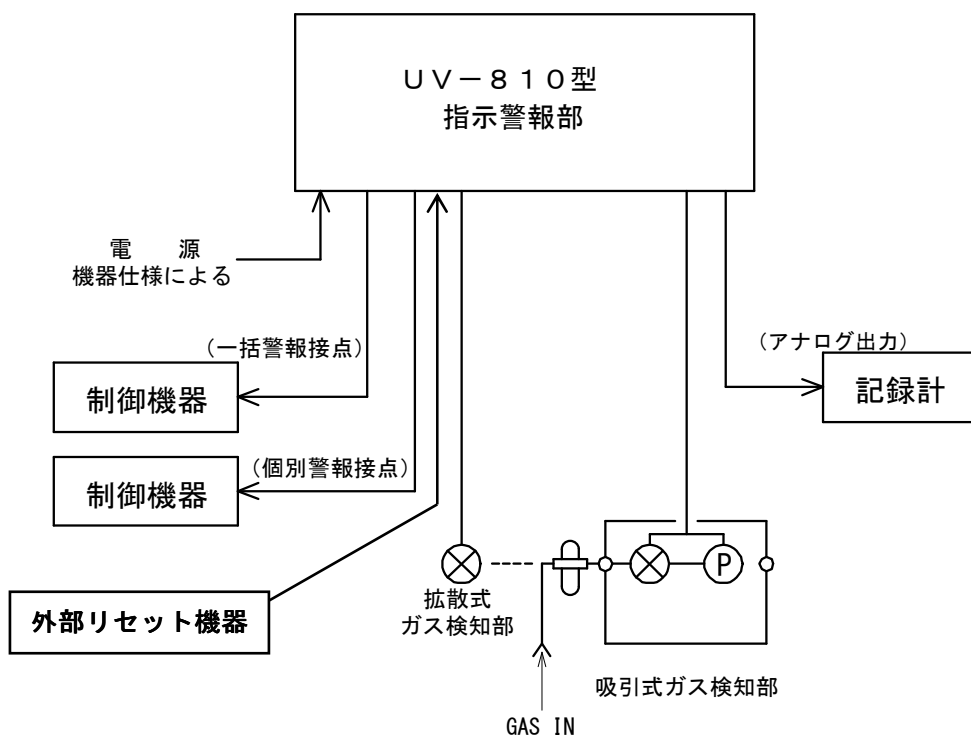 ＵＶ－８１０型
指示警報部
電　　源
機器仕様による
（一括警報接点）
（アナログ出力）
制御機器
記録計
（個別警報接点）
制御機器
P
拡散式
ガス検知部
外部リセット機器
吸引式ガス検知部
GAS IN